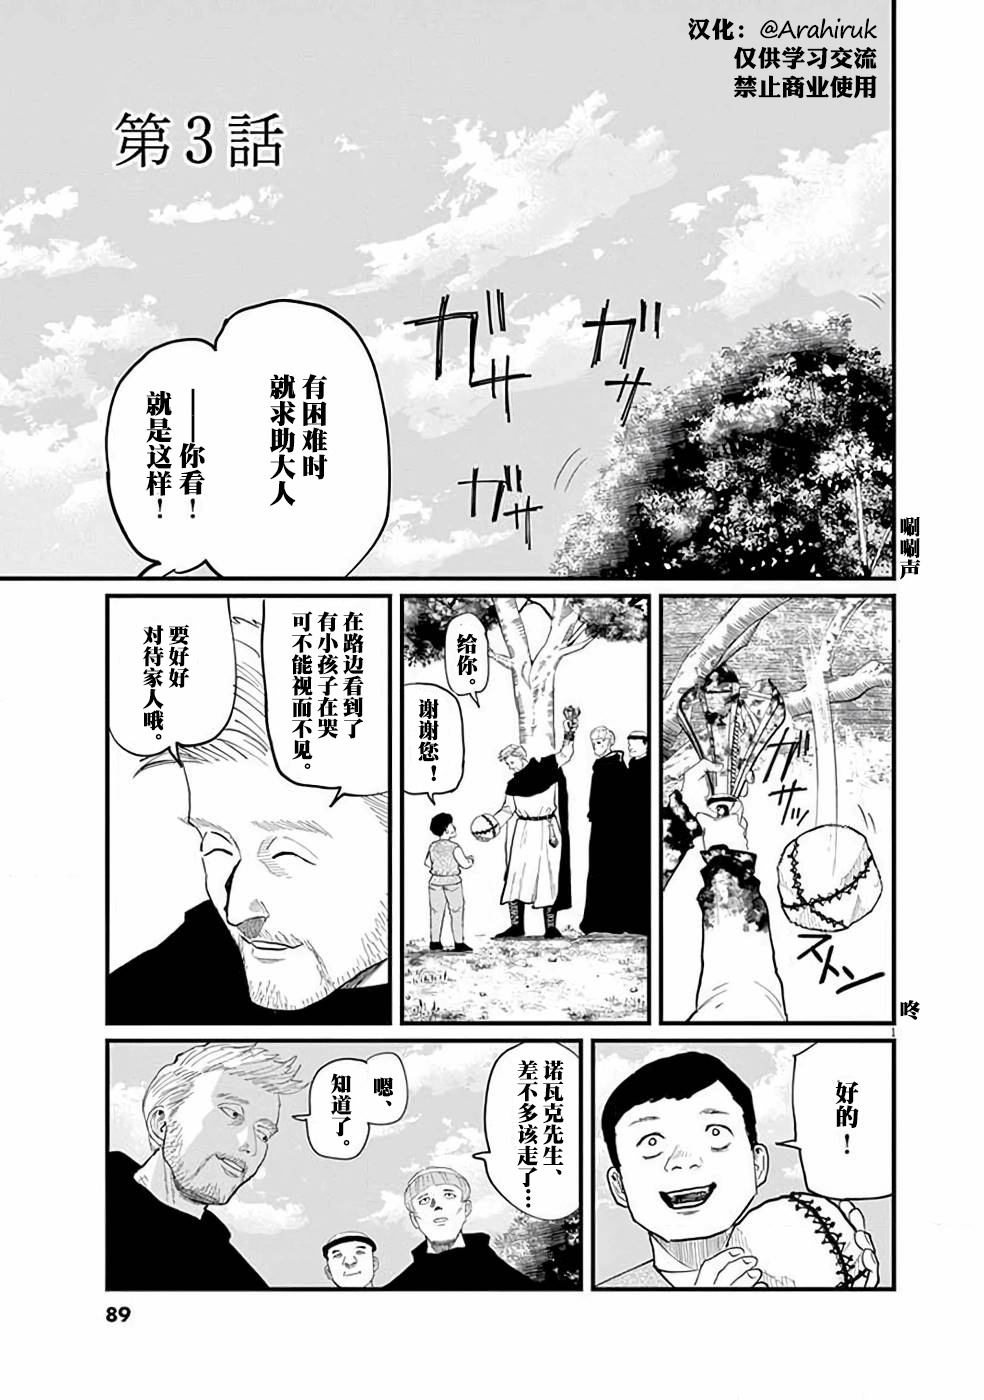 汉化：@Arahiruk
仅供学习交流
禁止商业使用
第3話
ガサ
ガサ
ガサ
唰唰声
有困难时
就求助大人
——你看！
就是这样！
ガサ
ストン
咚
1
给你。
谢谢您！
在路边看到了
有小孩子在哭
可不能视而不见。
要好好
对待家人哦。
好的！
诺瓦克先生、
差不多该走了…
嗯、
知道了。
89